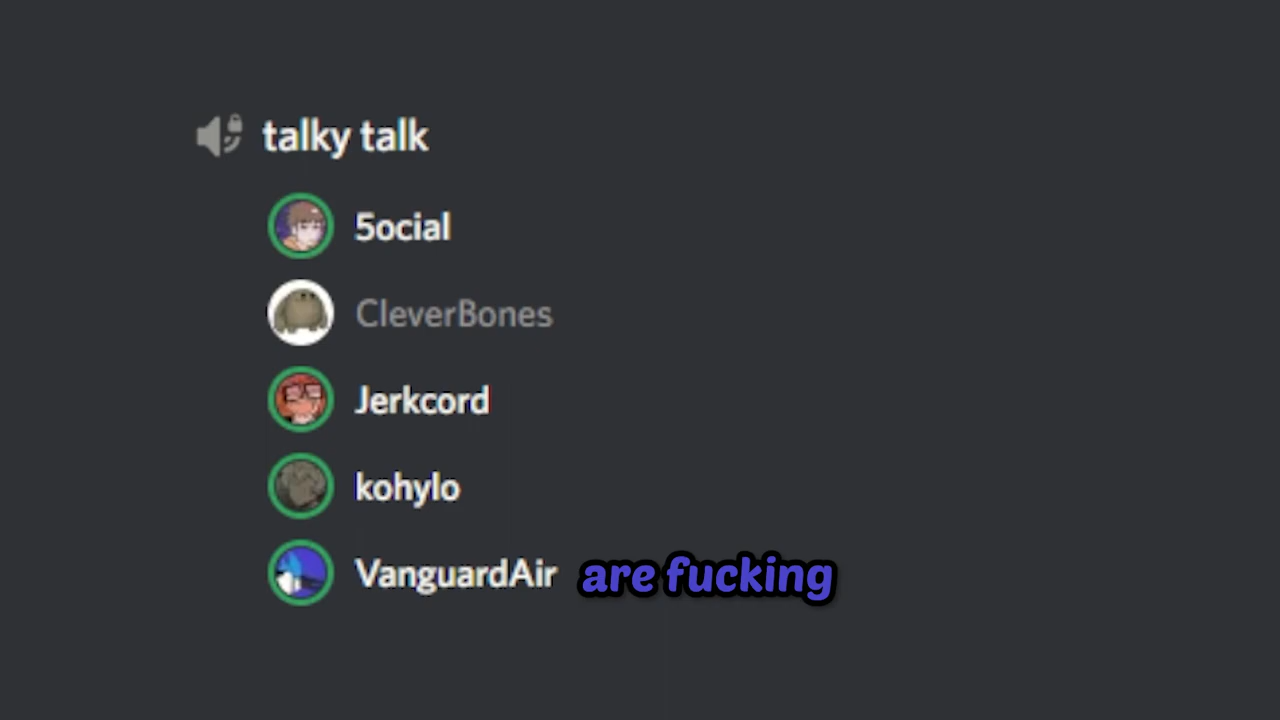 talky talk
5ocial
CleverBones
Jerkcord
kohylo
VanguardAir are fucking